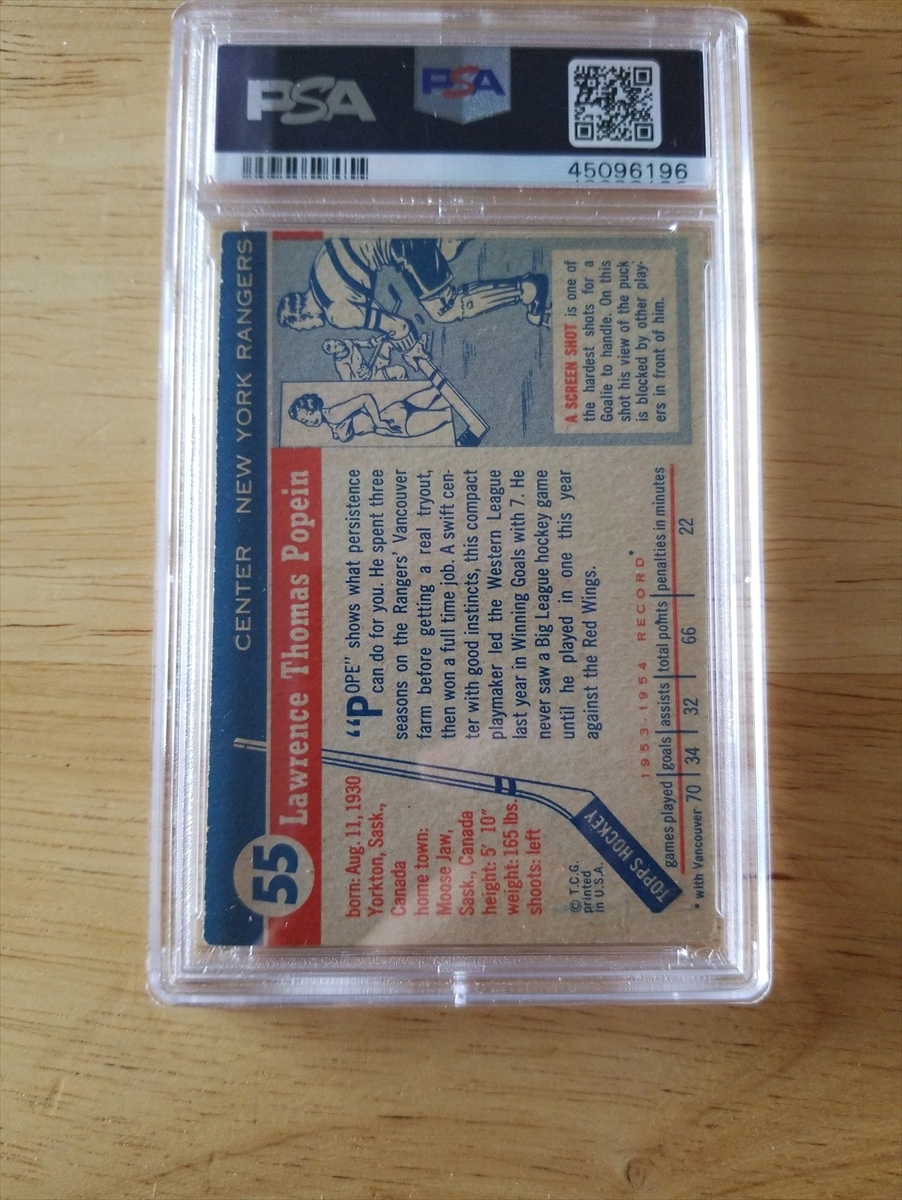 PSA
PSA
45096196
CENTER · NEW YORK RANGERS
55
Lawrence Thomas Popein
born: Aug. 11, 1930
Yorkton, Sask.,
Canada
home town:
Moose Jaw,
Sask., Canada
height: 5' 10"
weight: 165 lbs.
shoots: left
© T.C.G.
printed
in U.S.A.
TOPPS HOCKEY
"POPE" shows what persistence
can do for you. He spent three
seasons on the Rangers' Vancouver
farm before getting a real tryout,
then won a full time job. A swift cen-
ter with good instincts, this compact
playmaker led the Western League
last year in Winning Goals with 7. He
never saw a Big League hockey game
until he played in one this year
against the Red Wings.
A SCREEN SHOT is one of
the hardest shots for a
Goalie to handle. On this
shot his view of the puck
is blocked by other play-
ers in front of him.
1953-1954 RECORD*
games played | goals | assists | total points | penalties in minutes
* with Vancouver 70 | 34 | 32 | 66 | 22